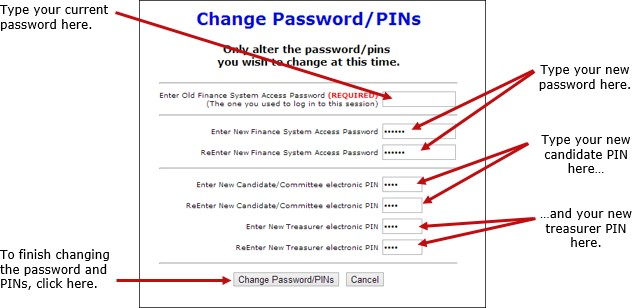 Type your current
password here.
Change Password/PINs
Only alter the password/pins
you wish to change at this time.
Enter Old Finance System Access Password (REQUIRED)
(The one you used to log in to this session)
Type your new
password here.
Enter New Finance System Access Password ••••••
ReEnter New Finance System Access Password ••••••
Type your new
candidate PIN
here...
Enter New Candidate/Committee electronic PIN ••••
ReEnter New Candidate/Committee electronic PIN ••••
...and your new
treasurer PIN
here.
Enter New Treasurer electronic PIN ••••
ReEnter New Treasurer electronic PIN ••••
To finish changing
the password and
PINs, click here.
Change Password/PINs Cancel